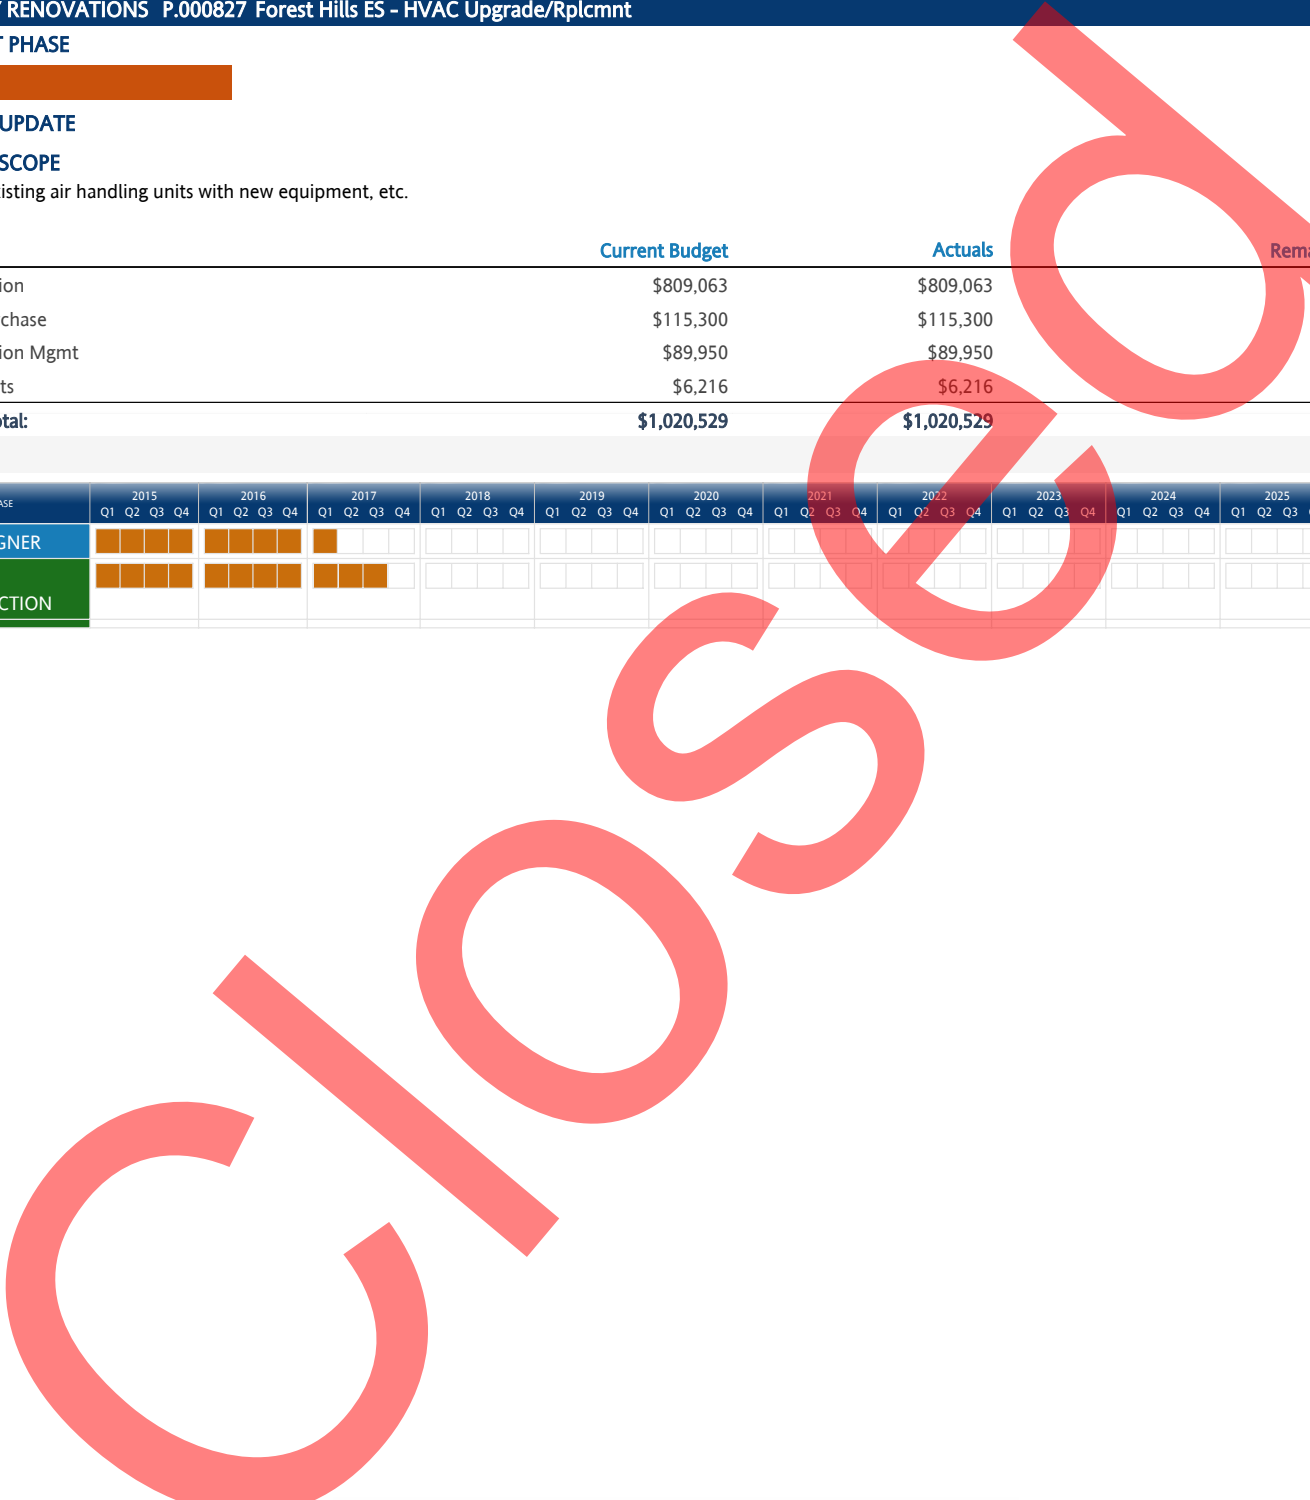 RENOVATIONS P.000827 Forest Hills ES - HVAC Upgrade/Rplcmnt
T PHASE
UPDATE
SCOPE
isting air handling units with new equipment, etc.
Current Budget Actuals Rema
ion $809,063 $809,063
chase $115,300 $115,300
ion Mgmt $89,950 $89,950
ts $6,216 $6,216
otal: $1,020,529 $1,020,529
2015 2016 2017 2018 2019 2020 2021 2022 2023 2024 2025
ASE Q1 Q2 Q3 Q4 Q1 Q2 Q3 Q4 Q1 Q2 Q3 Q4 Q1 Q2 Q3 Q4 Q1 Q2 Q3 Q4 Q1 Q2 Q3 Q4 Q1 Q2 Q3 Q4 Q1 Q2 Q3 Q4 Q1 Q2 Q3 Q4 Q1 Q2 Q3 Q4 Q1 Q2 Q3
GNER
CTION
Closed